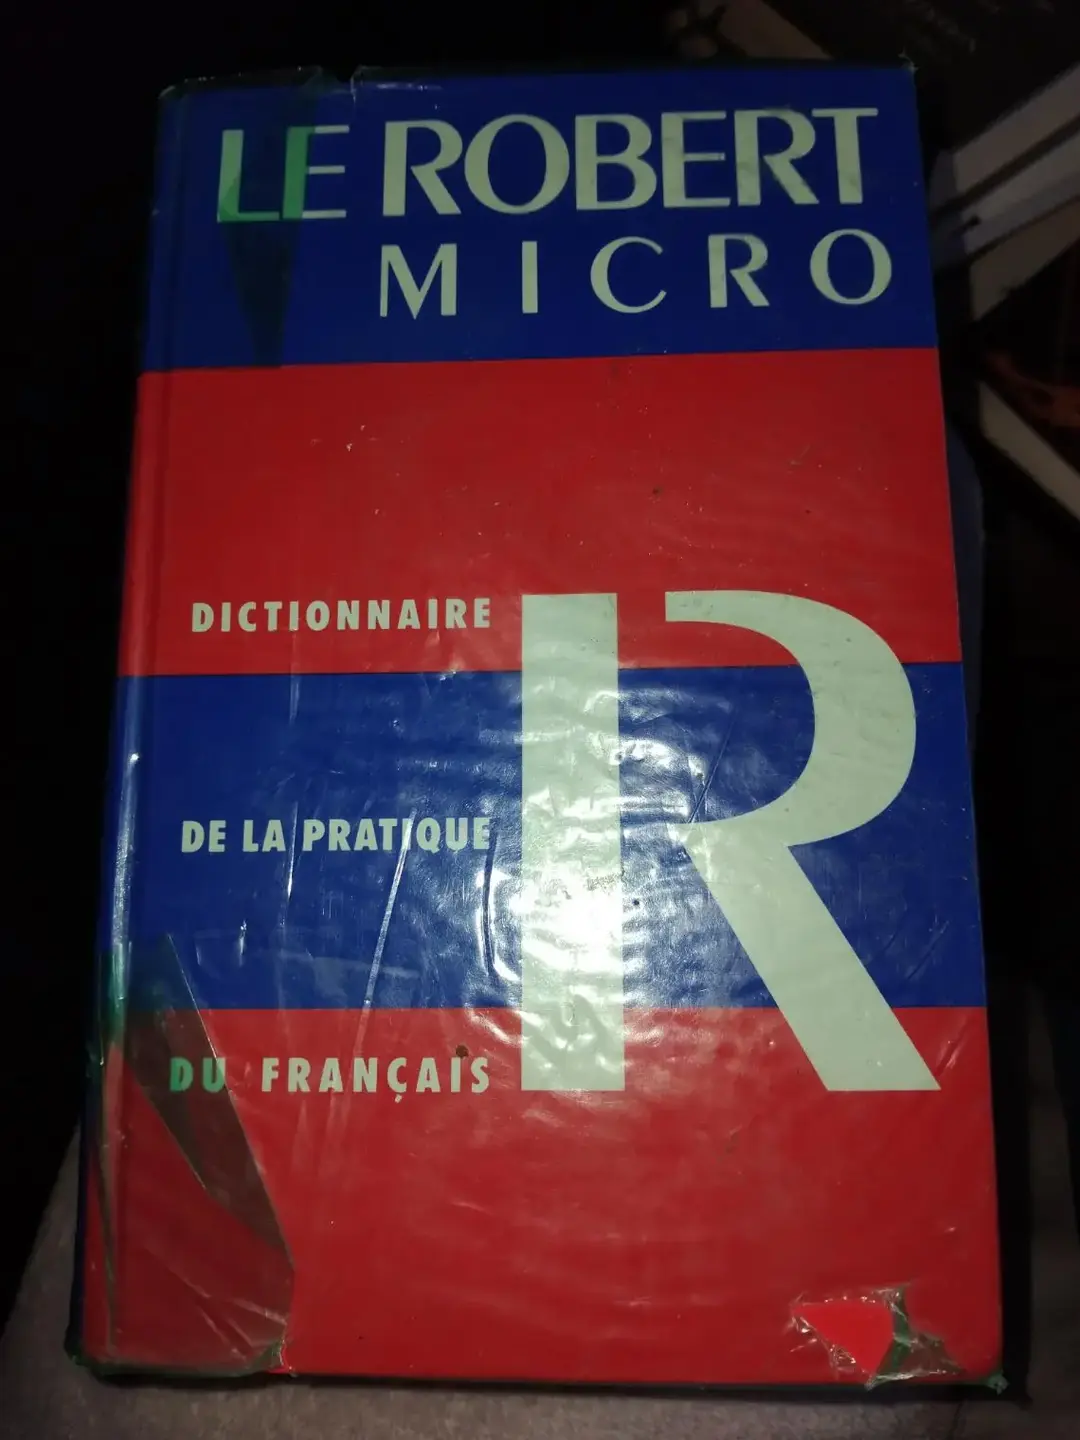 LE ROBERT
MICRO
DICTIONNAIRE
DE LA PRATIQUE
DU FRANÇAIS
R